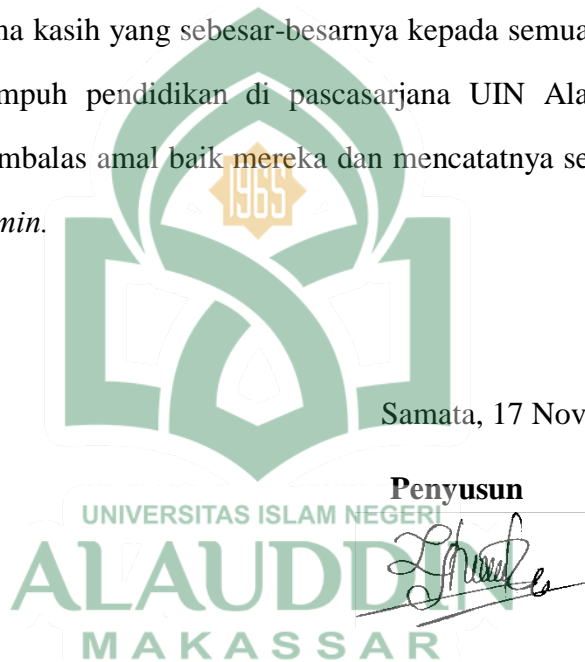 na kasih yang sebesar-besarnya kepada semua
mpuh pendidikan di pascasarjana UIN Ala
mbalas amal baik mereka dan mencatatnya se
min.
1965
Samata, 17 Nov
Penyusun
UNIVERSITAS ISLAM NEGERI
ALAUDDIN
MAKASSAR